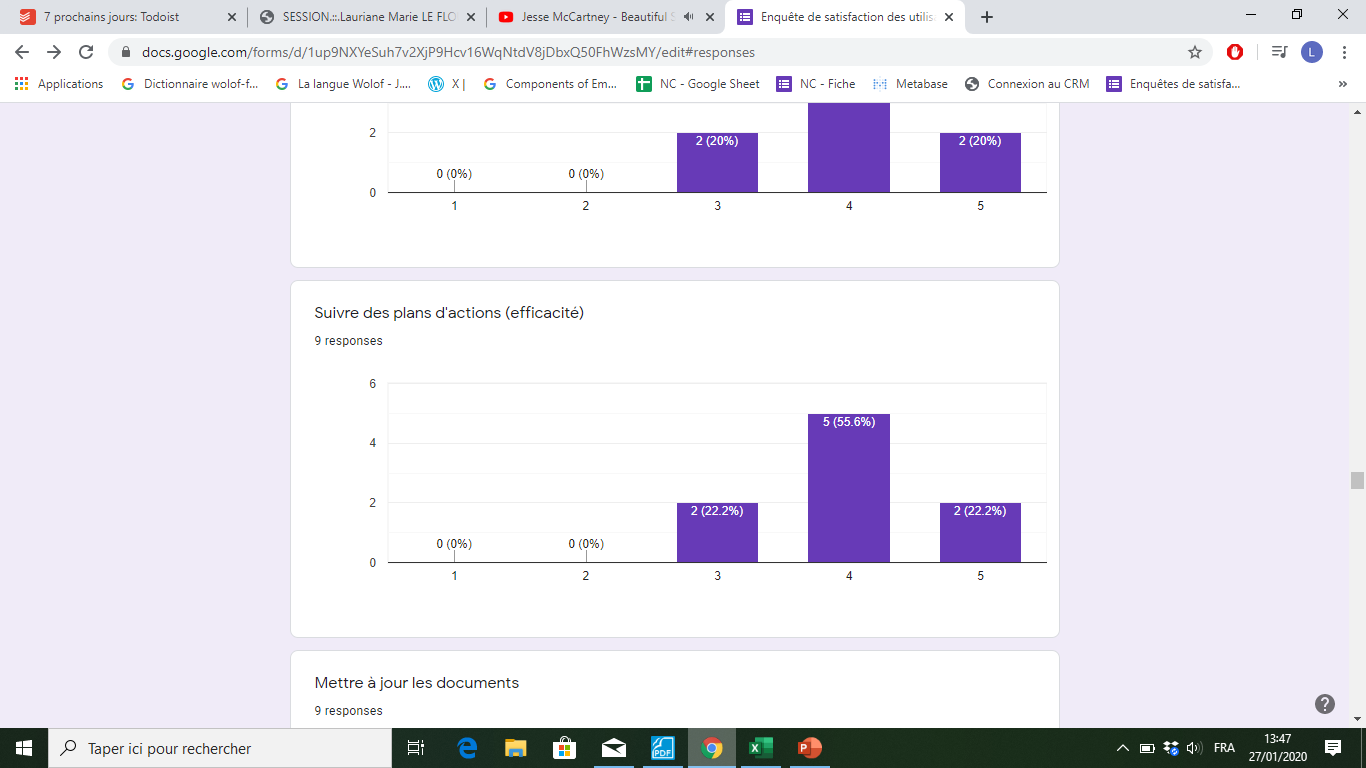 7 prochains jours: Todoist
SESSION.::.Lauriane Marie LE FLO
Jesse McCartney - Beautiful S
Enquête de satisfaction des utilis
docs.google.com/forms/d/1up9NXYeSuh7v2XjP9Hcv16WqNtdV8jDbxQ50FhWzsMY/edit#responses
L
Applications
Dictionnaire wolof-f...
La langue Wolof - J....
X |
Components of Em...
NC - Google Sheet
NC - Fiche
Metabase
Connexion au CRM
Enquêtes de satisfa...
»
2
0
0 (0%)
0 (0%)
2 (20%)
2 (20%)
1
2
3
4
5
Suivre des plans d'actions (efficacité)
9 responses
6
4
2
0
0 (0%)
0 (0%)
2 (22.2%)
5 (55.6%)
2 (22.2%)
1
2
3
4
5
Mettre à jour les documents
9 responses
?
Taper ici pour rechercher
PDF
FRA
13:47
27/01/2020